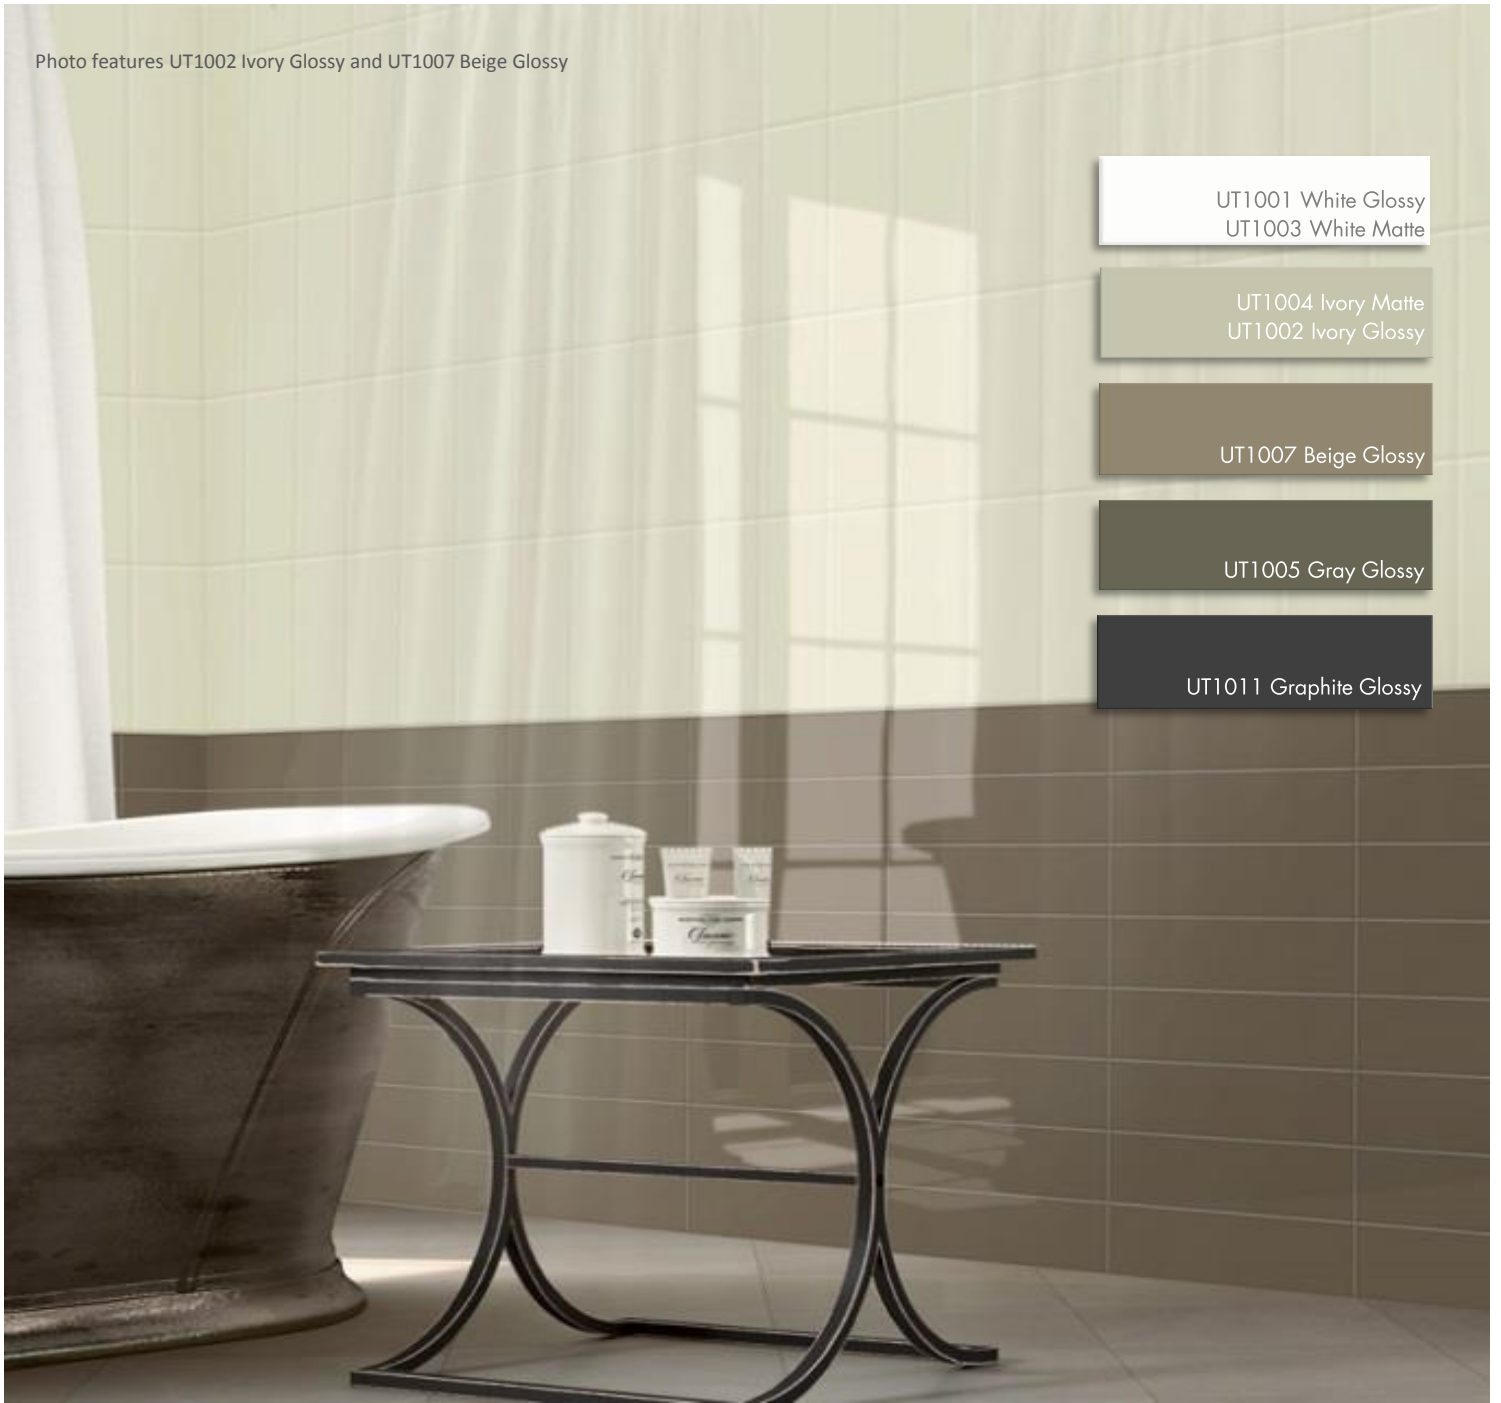 Photo features UT1002 Ivory Glossy and UT1007 Beige Glossy
UT1001 White Glossy
UT1003 White Matte
UT1004 Ivory Matte
UT1002 Ivory Glossy
UT1007 Beige Glossy
UT1005 Gray Glossy
UT1011 Graphite Glossy